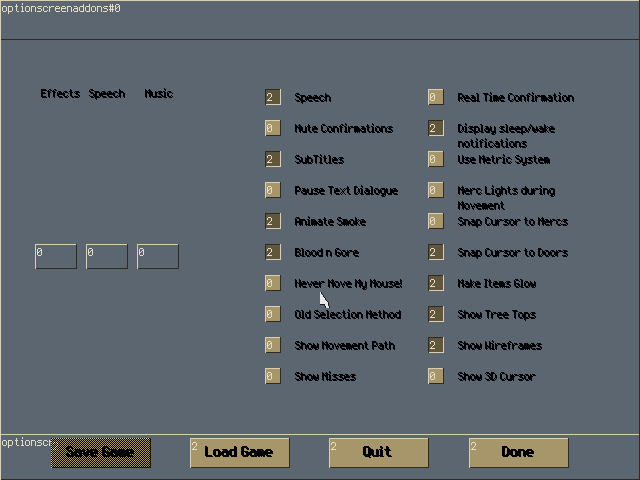 optionscreenaddons#0
Effects Speech Music
2 Speech
0 Real Time Confirmation
0 Mute Confirmations
2 Display sleep/wake
notifications
2 SubTitles
0 Use Metric System
0 Pause Text Dialogue
0 Merc Lights during
Movement
2 Animate Smoke
0 Snap Cursor to Mercs
0 0 0
2 Blood n Gore
2 Snap Cursor to Doors
0 Never Move My Mouse!
2 Make Items Glow
0 Old Selection Method
2 Show Tree Tops
0 Show Movement Path
2 Show Wireframes
0 Show Misses
0 Show 3D Cursor
optionscr
Save Game
2 Load Game
2 Quit
2 Done